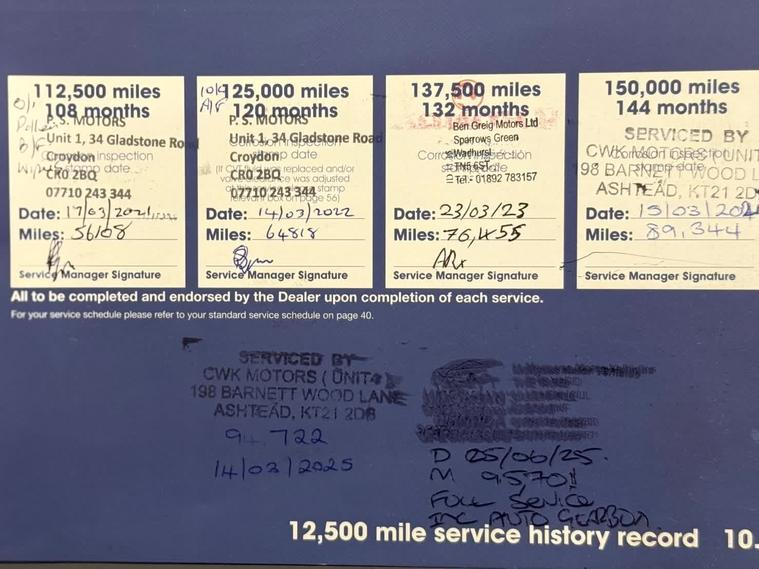 112,500 miles
108 months
P. S. MOTORS
Unit 1, 34 Gladstone Road
Croydon
CR0 2BQ
07710 243 344
Date: 17/03/2021
Miles: 56108
Service Manager Signature
125,000 miles
120 months
P. S. MOTORS
Unit 1, 34 Gladstone Road
Croydon
CR0 2BQ
07710 243 344
Date: 14/03/2022
Miles: 64818
Service Manager Signature
137,500 miles
132 months
Ben Greig Motors Ltd
Sparrows Green
Wadhurst
TN5 6ST
Tel:- 01892 783157
Date: 23/03/23
Miles: 76,455
Service Manager Signature
150,000 miles
144 months
SERVICED BY
CWK MOTORS (UNIT
198 BARNETT WOOD L
ASHTEAD, KT21 2D
Date: 15/03/2024
Miles: 89,344
Service Manager Signature
All to be completed and endorsed by the Dealer upon completion of each service.
For your service schedule please refer to your standard service schedule on page 40.
SERVICED BY
CWK MOTORS ( UNIT4 )
198 BARNETT WOOD LANE
ASHTEAD, KT21 2DB
94,722
14/03/2025
D 05/06/25.
M 95,701
FULL SERVICE
INC AUTO GEARBOX.
12,500 mile service history record 10.